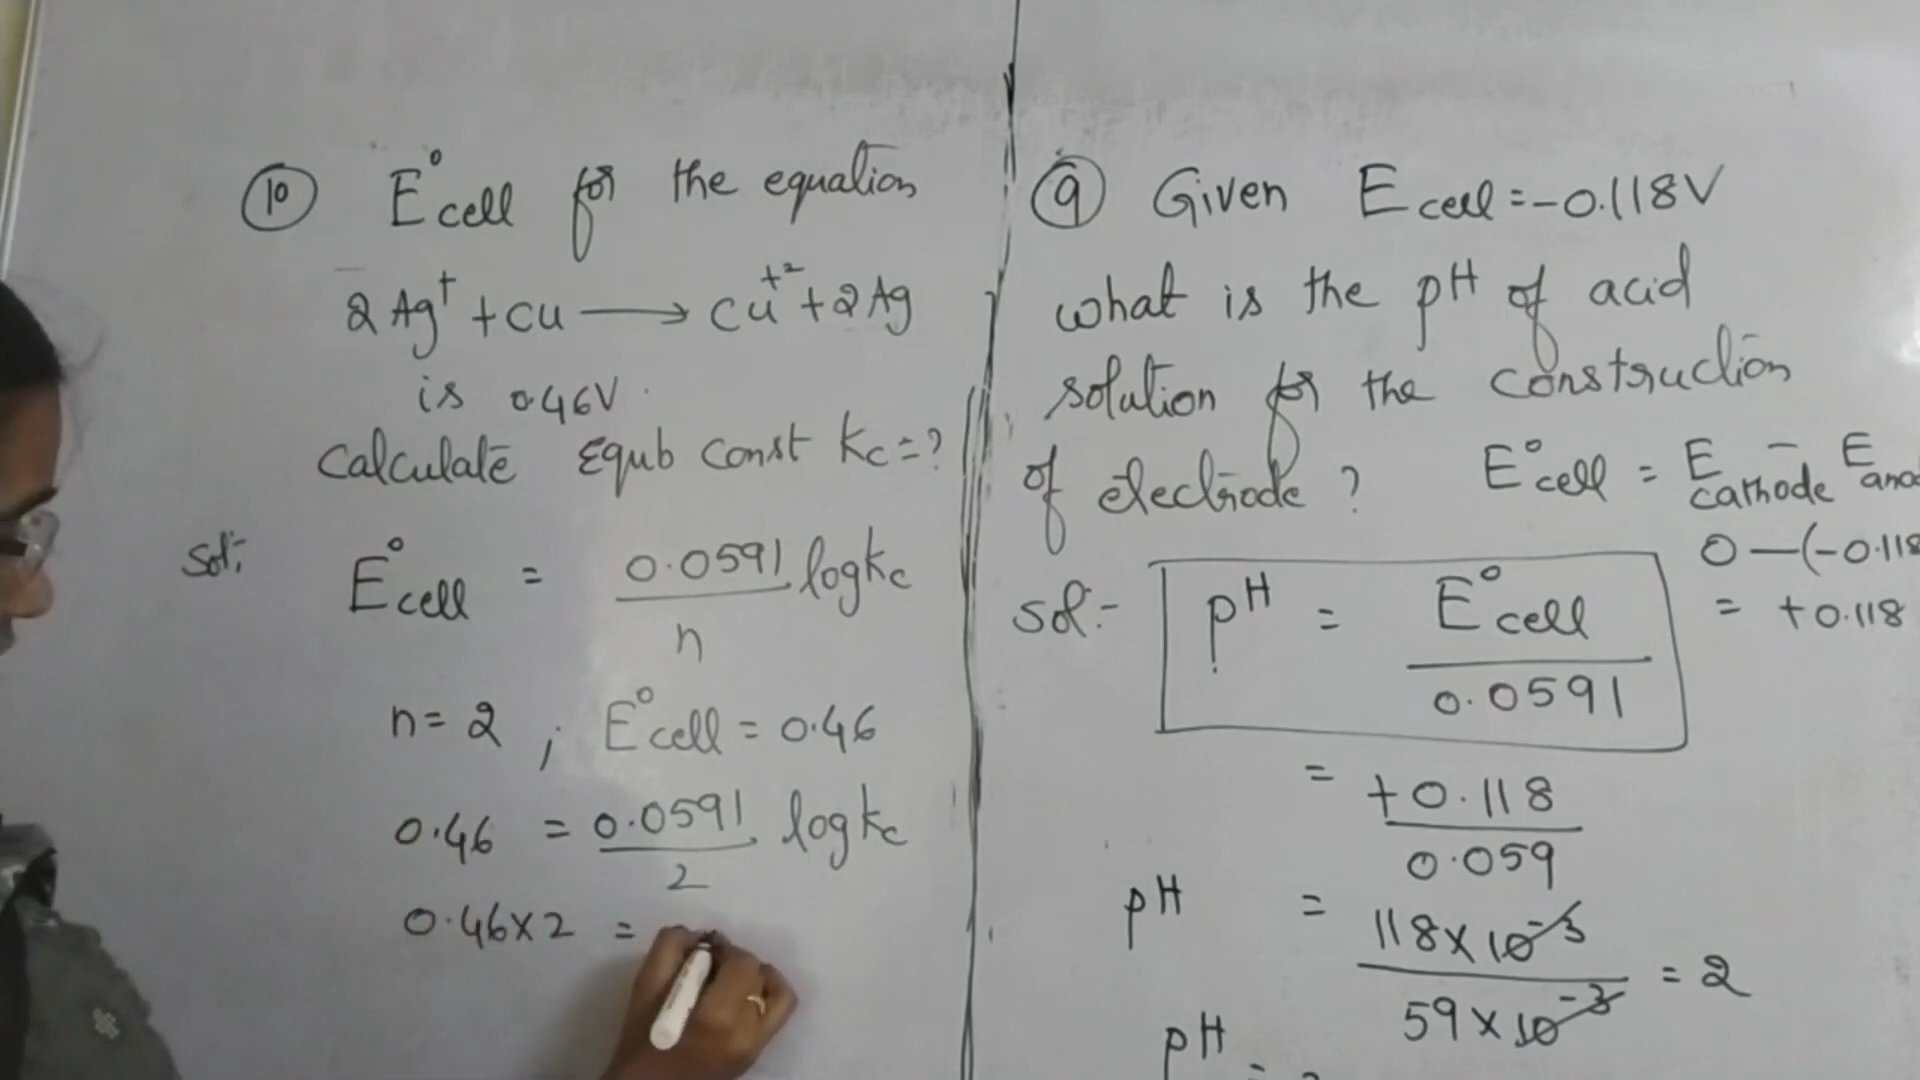 ⑩ E°cell for the equation
2Ag⁺ + Cu ⟶ Cu⁺² + 2Ag
is 0.46V.
Calculate Equb const Kc = ?
Sol:- E°cell = 0.0591/n log Kc
n = 2 ; E°cell = 0.46
0.46 = 0.0591/2 log Kc
0.46 × 2 =
⑨ Given E cell = -0.118V
what is the pH of acid
solution for the construction
of electrode ?
E°cell = E cathode - E
0 - (-0.118
= +0.118
sol:- pH = E°cell/0.0591
= +0.118/0.059
pH = 118 × 10⁻³/59 × 10⁻³ = 2
pH =